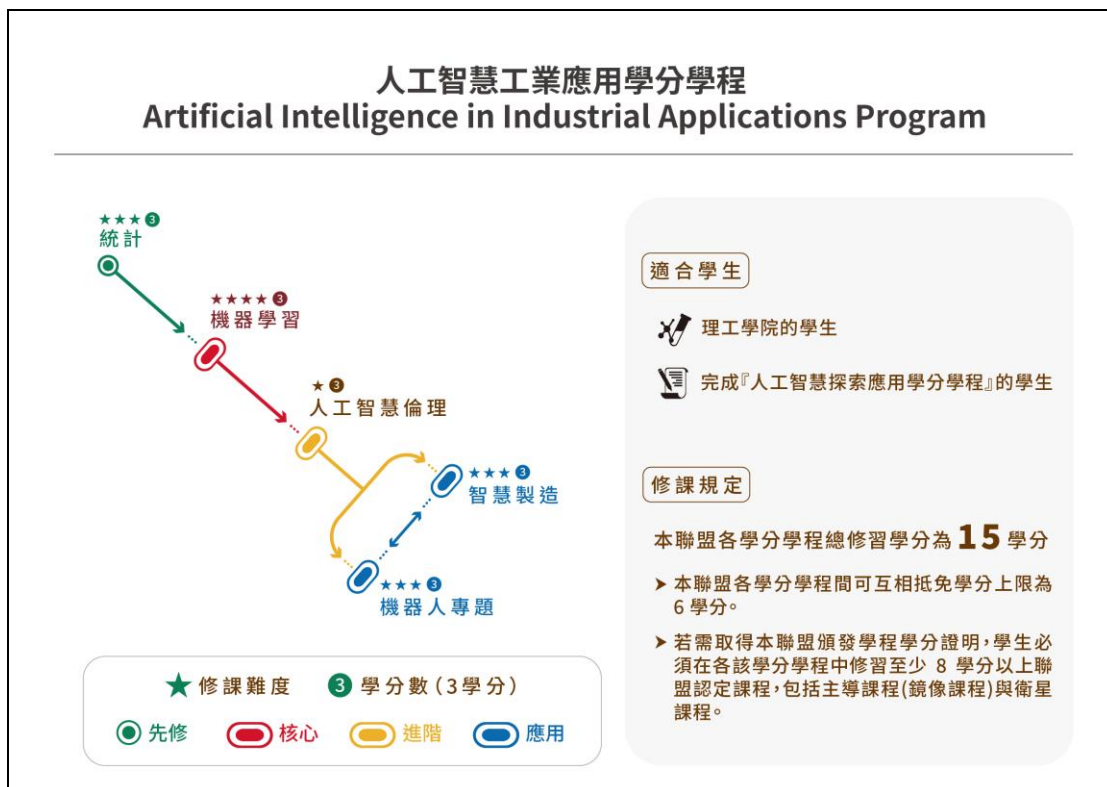 人工智慧工業應用學分學程
Artificial Intelligence in Industrial Applications Program
★★★❸
統計
★★★★❸
機器學習
★❸
人工智慧倫理
★★★❸
智慧製造
★★★❸
機器人專題
★修課難度 ❸學分數(3學分)
先修 核心 進階 應用
適合學生
理工學院的學生
完成『人工智慧探索應用學分學程』的學生
修課規定
本聯盟各學分學程總修習學分為 15 學分
➤ 本聯盟各學分學程間可互相抵免學分上限為
6 學分。
➤ 若需取得本聯盟頒發學程學分證明,學生必
須在各該學分學程中修習至少 8 學分以上聯
盟認定課程,包括主導課程(鏡像課程)與衛星
課程。